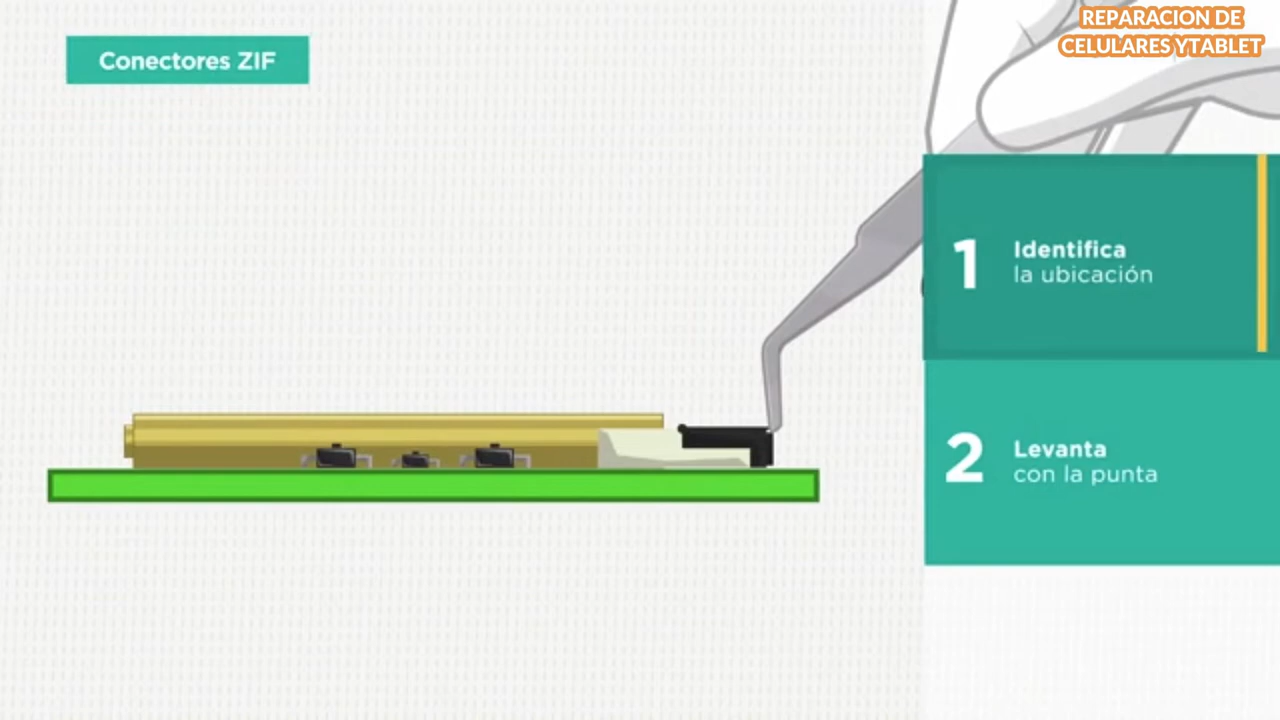 REPARACION DE
CELULARES YTABLET
Conectores ZIF
1
Identifica
la ubicación
2
Levanta
con la punta